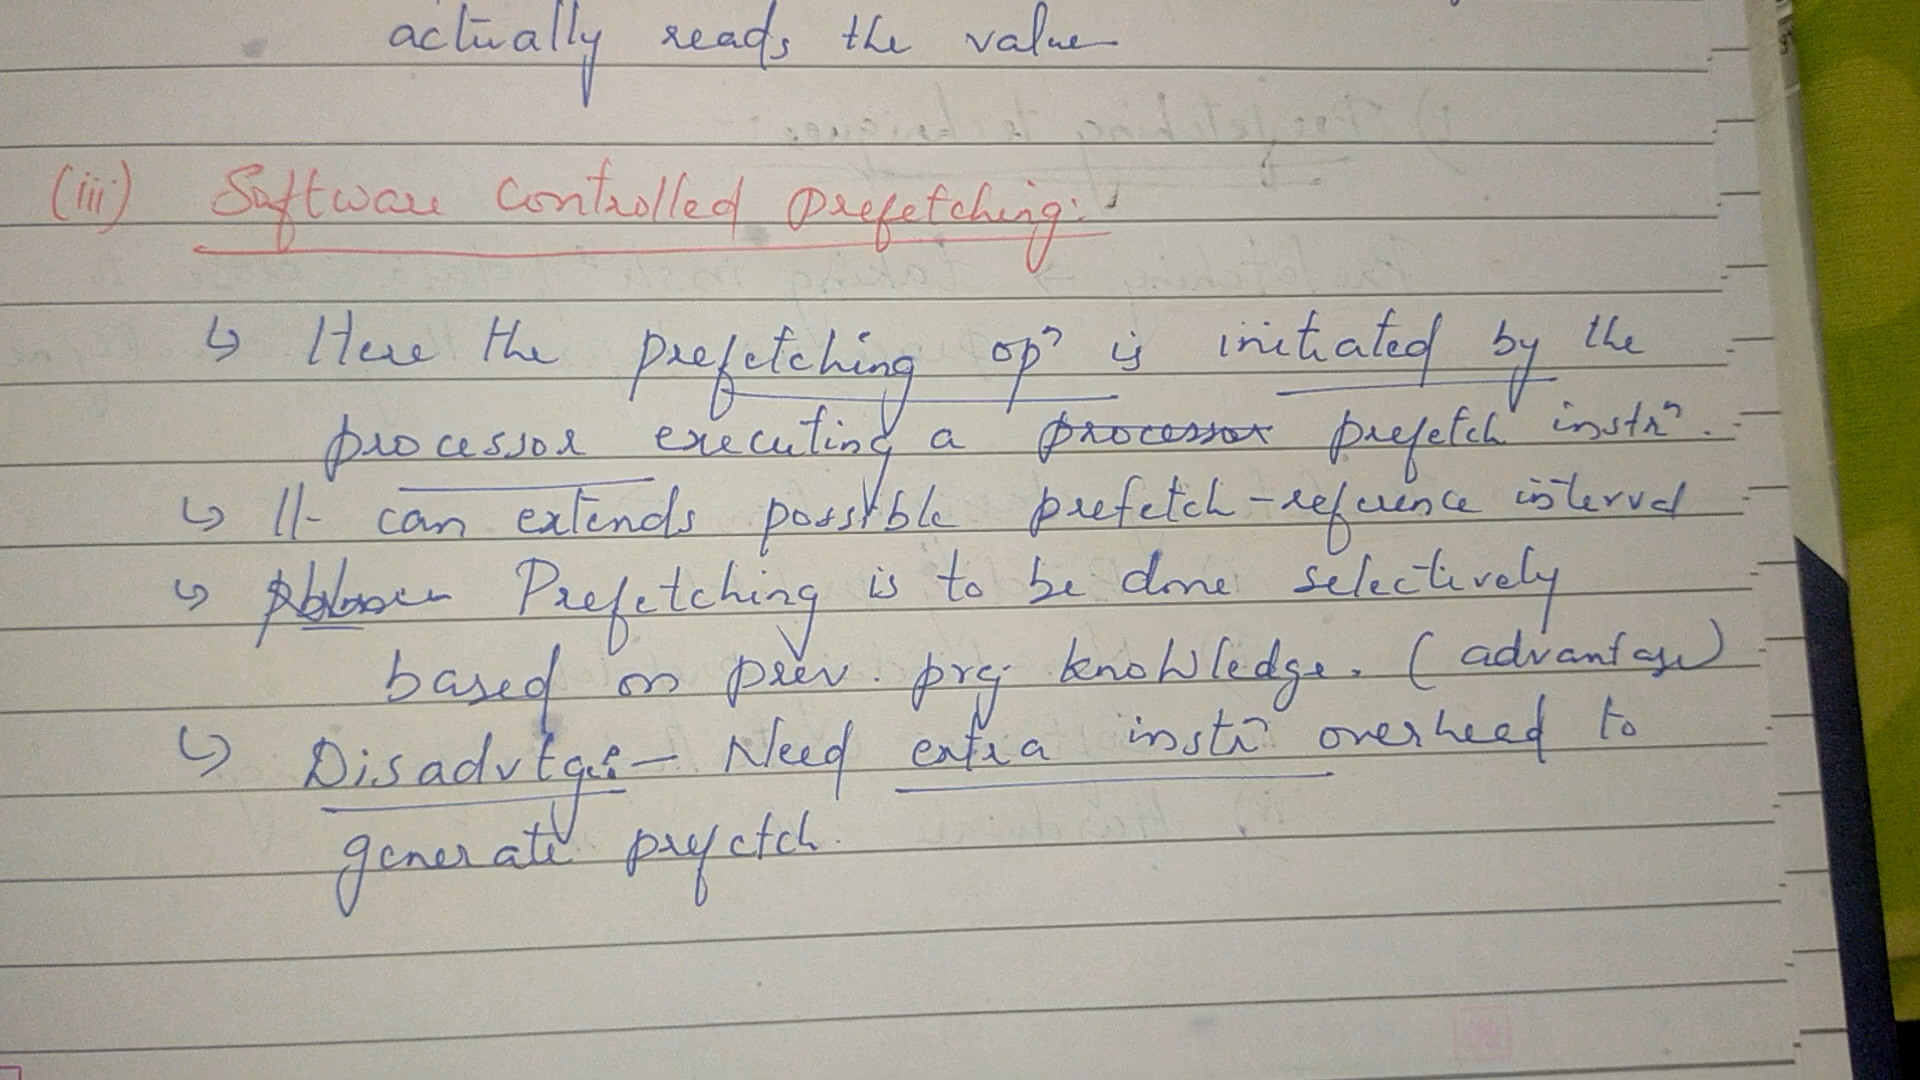 actually reads the value
(iii) Software controlled prefetching:
↳ Here the prefetching opⁿ is initiated by the
processor executing a processor prefetch instrⁿ.
↳ It can extends possible prefetch-reference interval
↳ Prefetching is to be done selectively
based on prev. prg. knowledge. (advantage)
↳ Disadvtges - Need extra instrⁿ overhead to
generate prefetch.